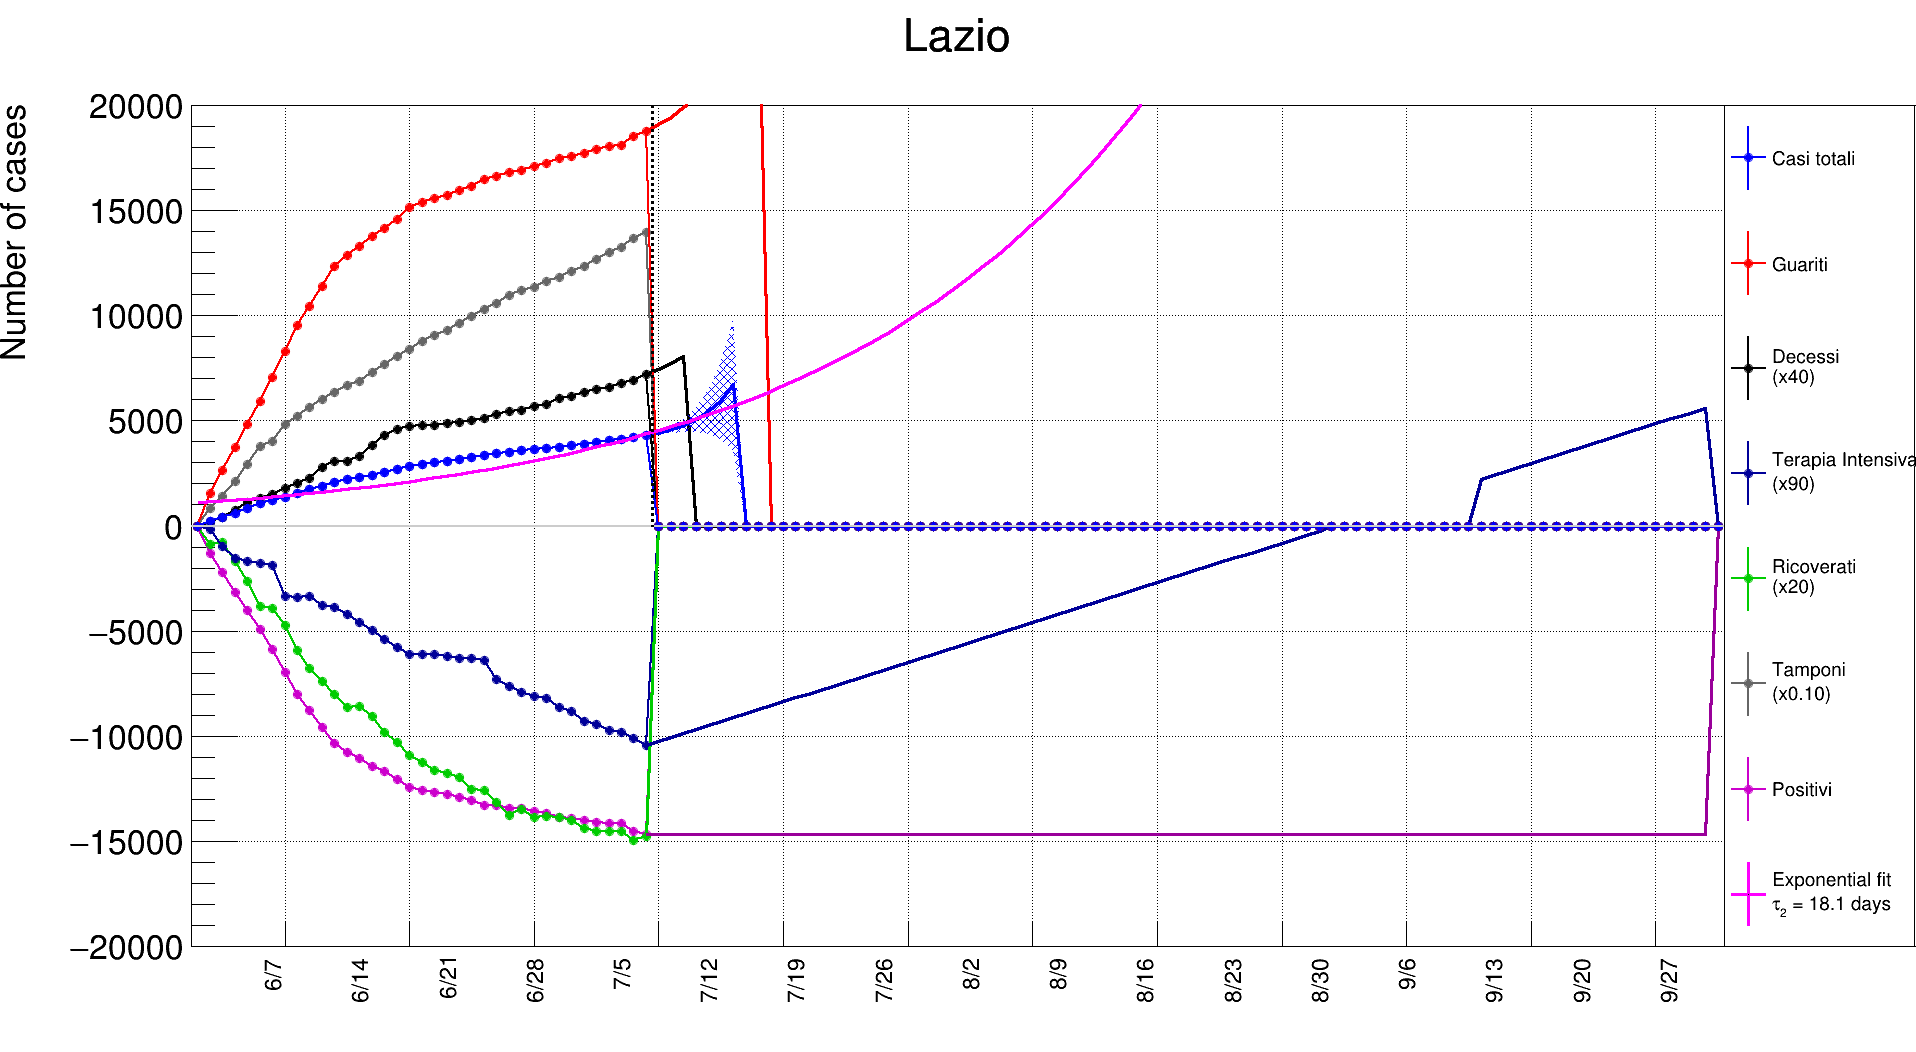 Lazio
Number of cases
20000
15000
10000
5000
0
−5000
−10000
−15000
−20000
6/7
6/14
6/21
6/28
7/5
7/12
7/19
7/26
8/2
8/9
8/16
8/23
8/30
9/6
9/13
9/20
9/27
Casi totali
Guariti
Decessi
(x40)
Terapia Intensiva
(x90)
Ricoverati
(x20)
Tamponi
(x0.10)
Positivi
Exponential fit
τ2 = 18.1 days